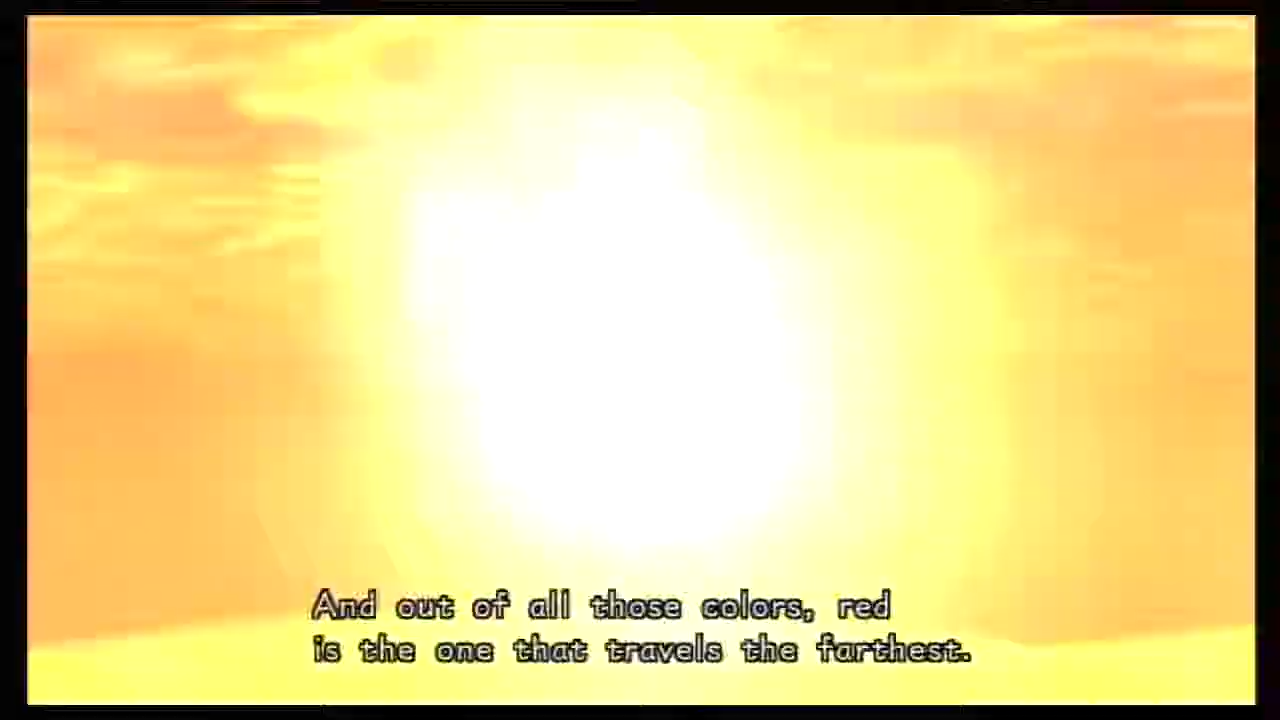 And out of all those colors, red
is the one that travels the farthest.